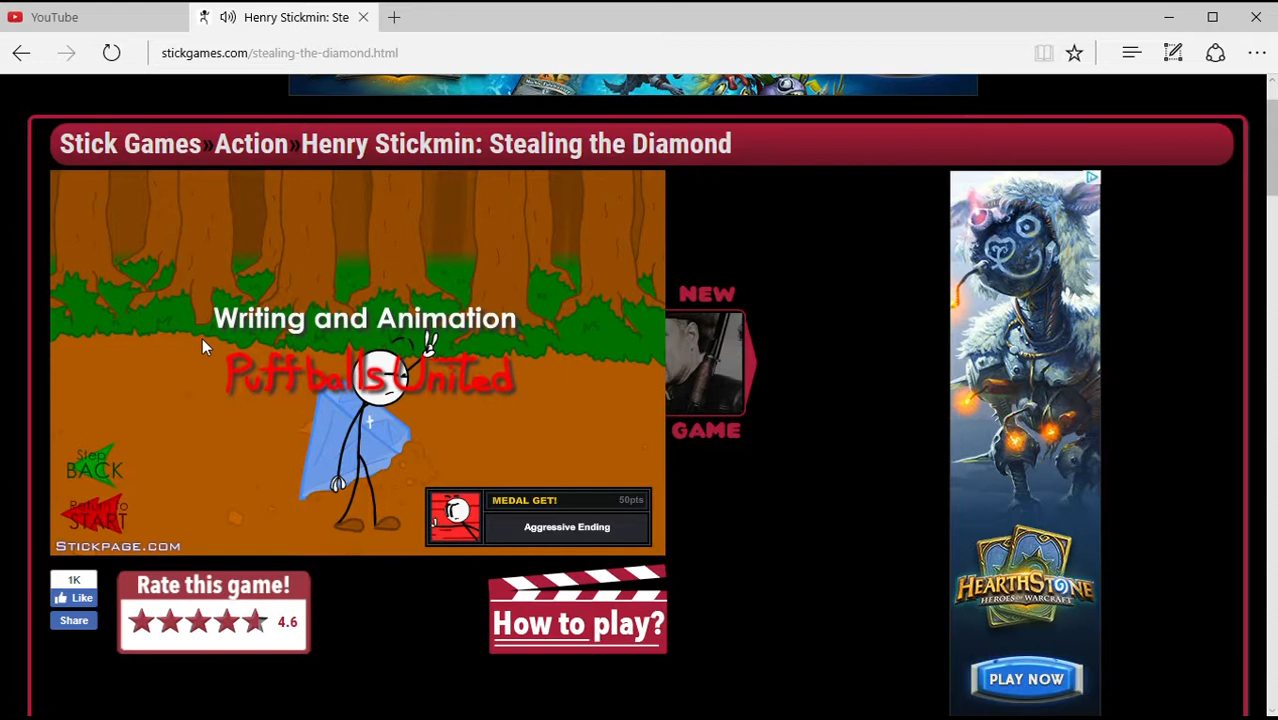 YouTube
Henry Stickmin: Ste
stickgames.com/stealing-the-diamond.html
Stick Games»Action»Henry Stickmin: Stealing the Diamond
Writing and Animation
Puffballs United
Step
BACK
Return to
START
STICKPAGE.COM
MEDAL GET!
50pts
Aggressive Ending
NEW
GAME
1K
Like
Share
Rate this game!
4.6
How to play?
HEARTHSTONE
HEROES OF WARCRAFT
PLAY NOW